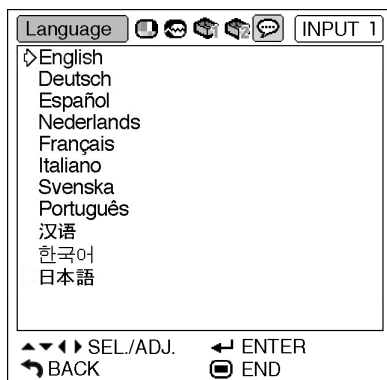 Language INPUT 1
English
Deutsch
Español
Nederlands
Français
Italiano
Svenska
Português
汉语
한국어
日本語
SEL./ADJ. ENTER
BACK END